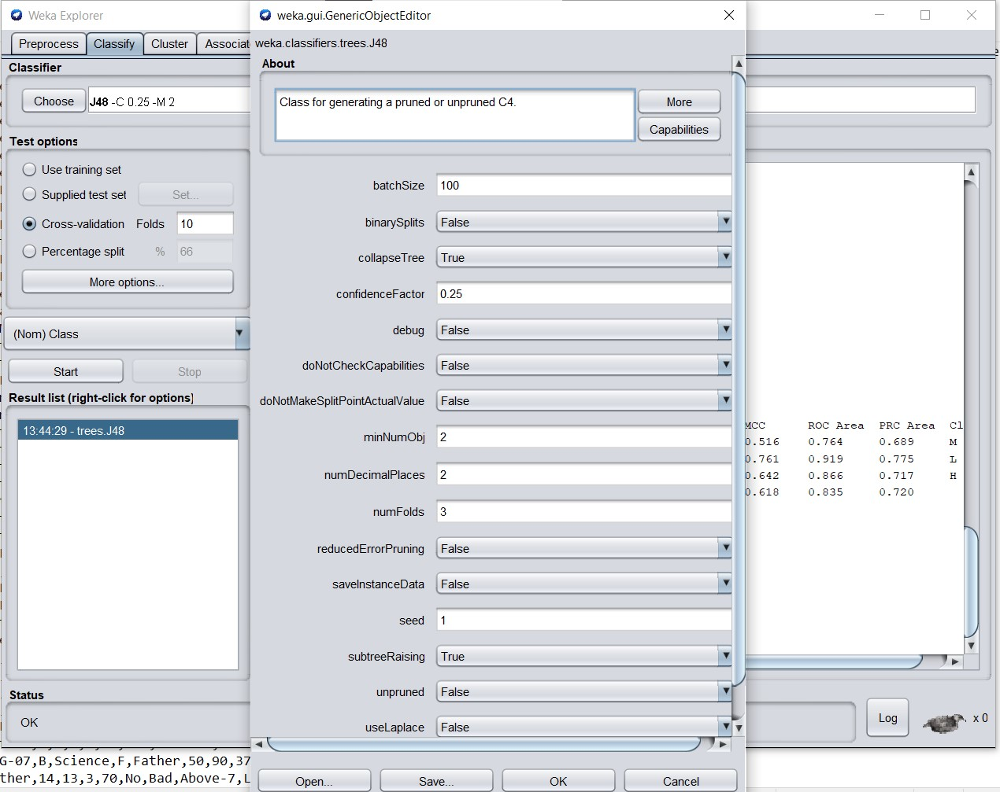 Weka Explorer
Preprocess Classify Cluster
Classifier
Choose J48 -C 0.25 -M 2
Test options
Use training set
Supplied test set Set...
Cross-validation Folds 10
Percentage split % 66
More options...
(Nom) Class
Start Stop
Result list (right-click for options)
13:44:29 - trees.J48
Status
OK
weka.gui.GenericObjectEditor
weka.classifiers.trees.J48
About
Class for generating a pruned or unpruned C4.
More
Capabilities
batchSize 100
binarySplits False
collapseTree True
confidenceFactor 0.25
debug False
doNotCheckCapabilities False
doNotMakeSplitPointActualValue False
minNumObj 2
numDecimalPlaces 2
numFolds 3
reducedErrorPruning False
saveInstanceData False
seed 1
subtreeRaising True
unpruned False
useLaplace False
Open... Save... OK Cancel
MCC ROC Area PRC Area Cl
0.516 0.764 0.689 M
0.761 0.919 0.775 L
0.642 0.866 0.717 H
0.618 0.835 0.720
Log x 0
G-07,B,Science,F,Father,50,90,37
ther,14,13,3,70,No,Bad,Above-7,L